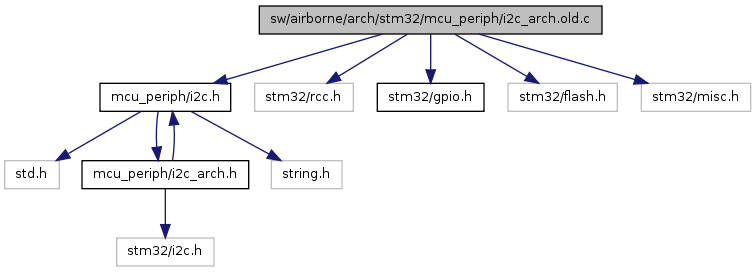 sw/airborne/arch/stm32/mcu_periph/i2c_arch.old.c
mcu_periph/i2c.h
stm32/rcc.h
stm32/gpio.h
stm32/flash.h
stm32/misc.h
std.h
mcu_periph/i2c_arch.h
string.h
stm32/i2c.h